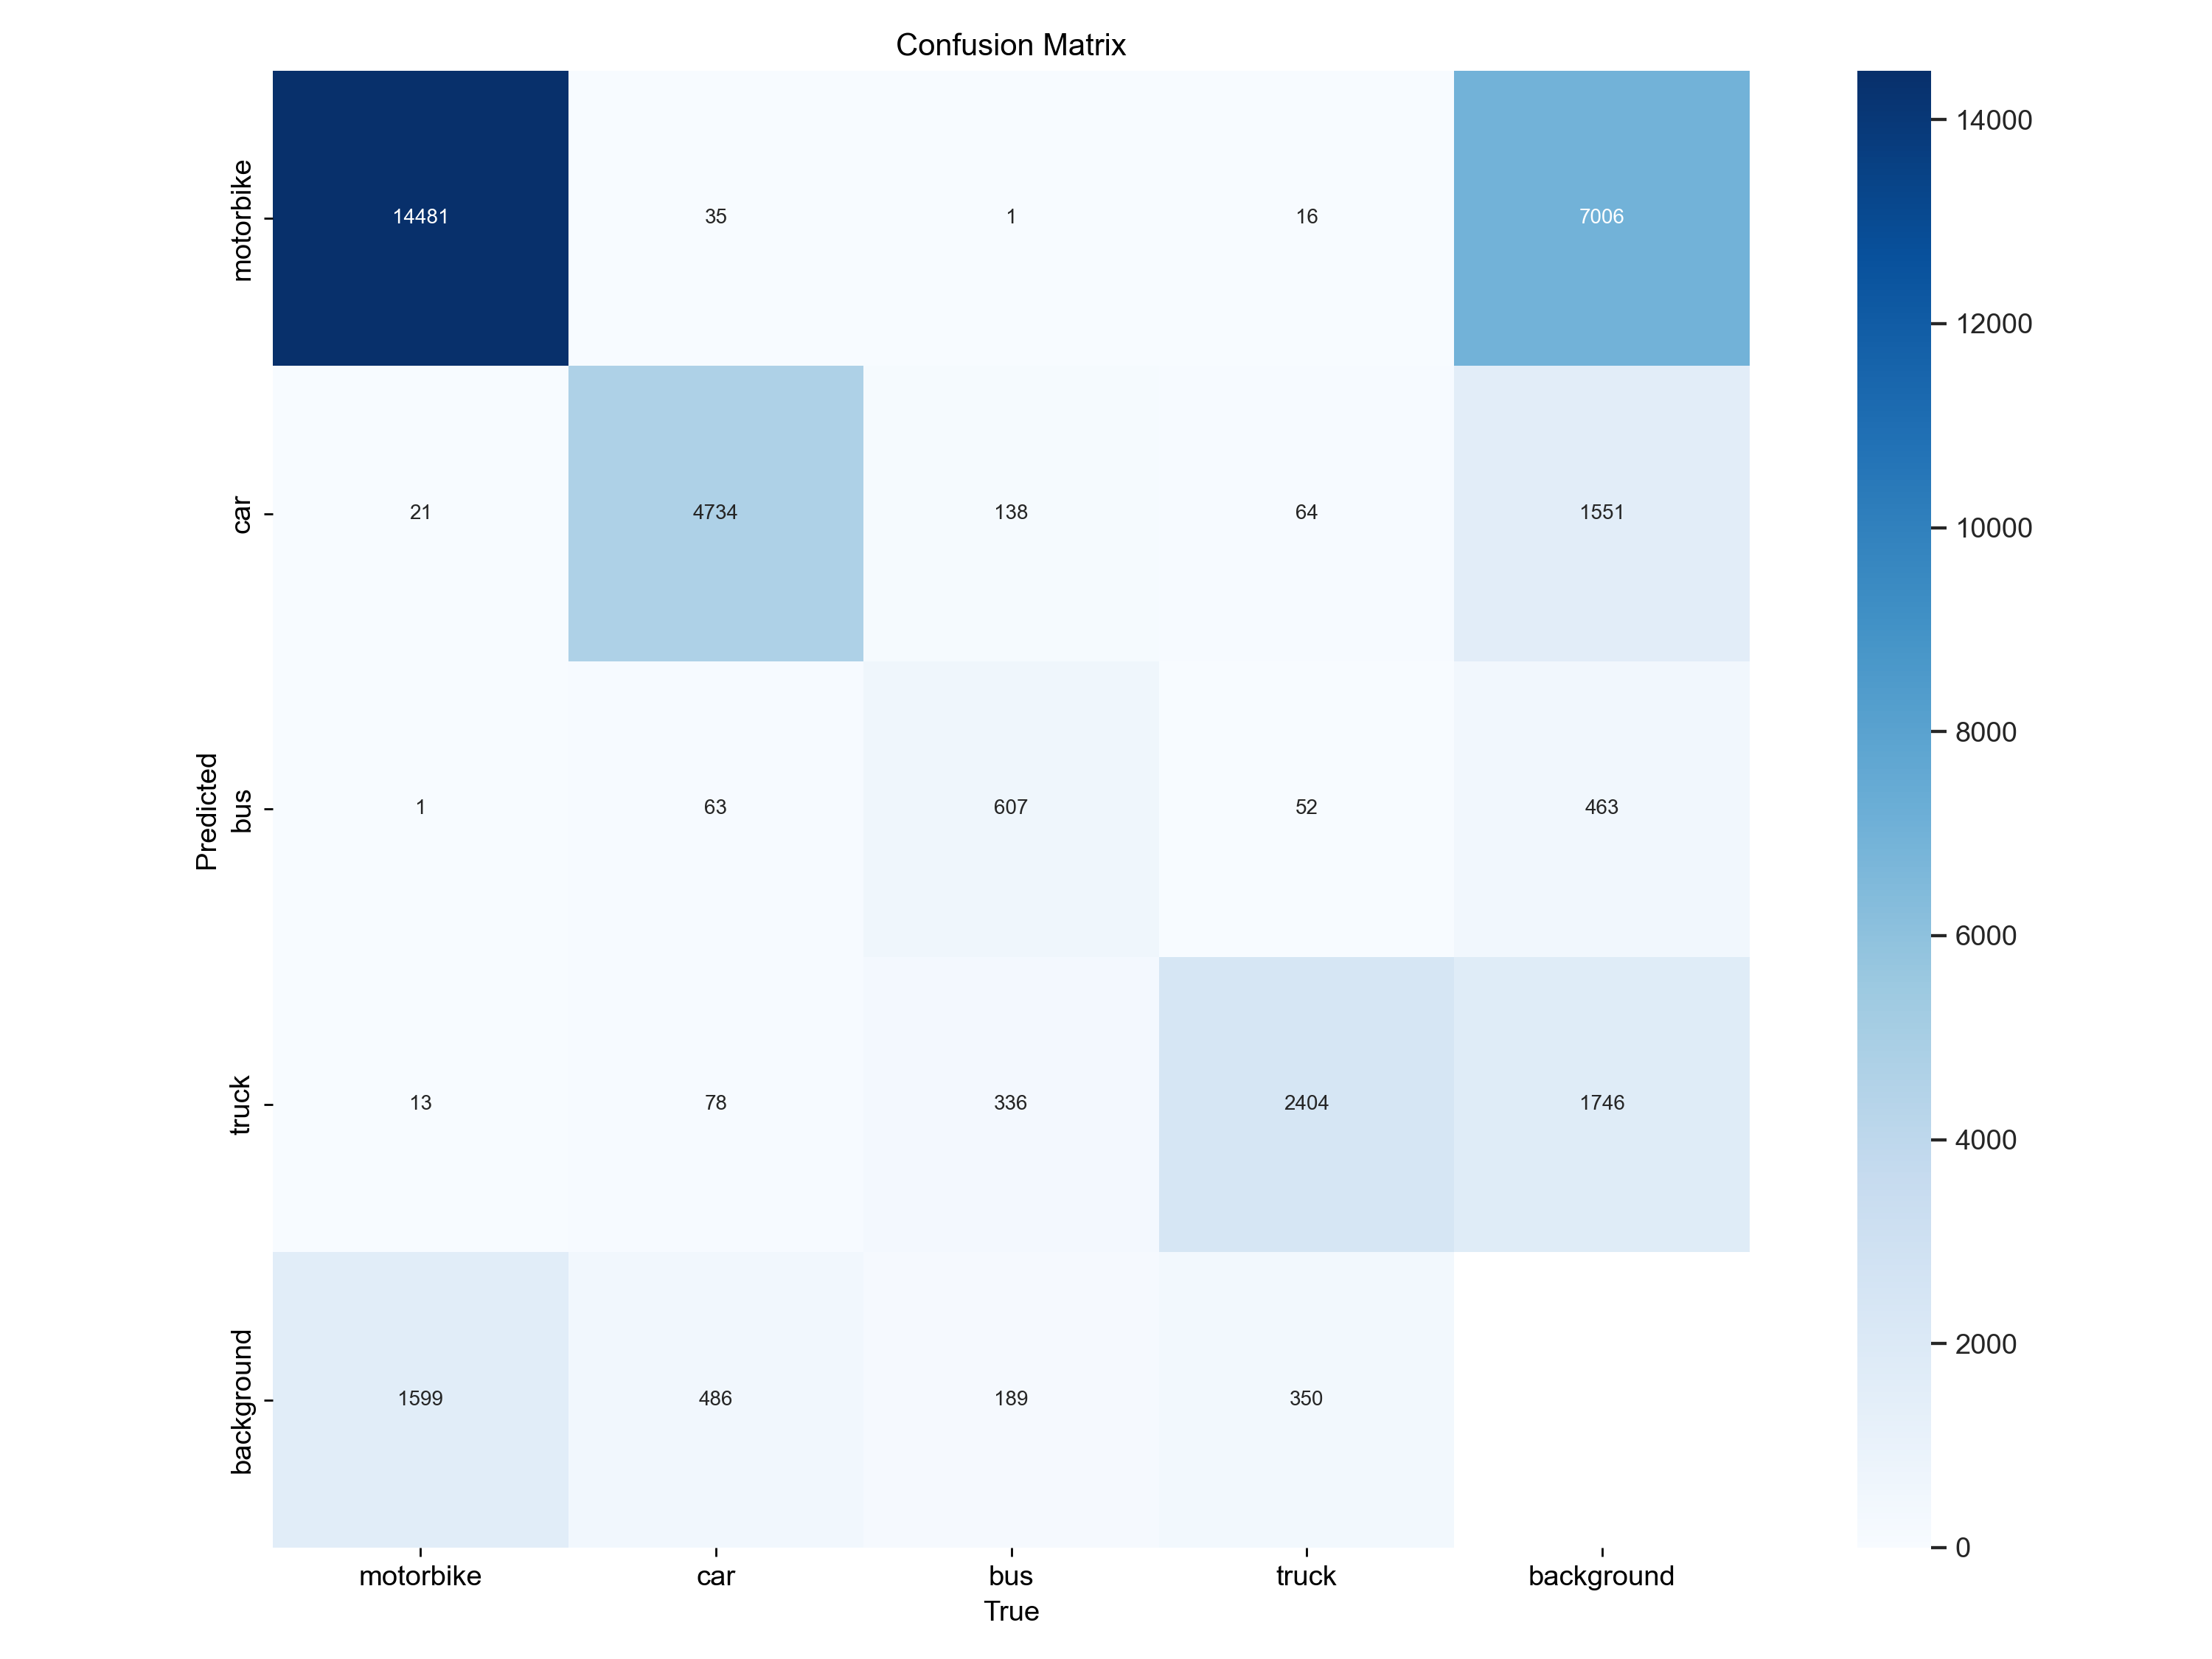 Confusion Matrix
motorbike 14481 35 1 16 7006
car 21 4734 138 64 1551
Predicted
bus 1 63 607 52 463
truck 13 78 336 2404 1746
background 1599 486 189 350
motorbike car bus truck background
True
14000
12000
10000
8000
6000
4000
2000
0